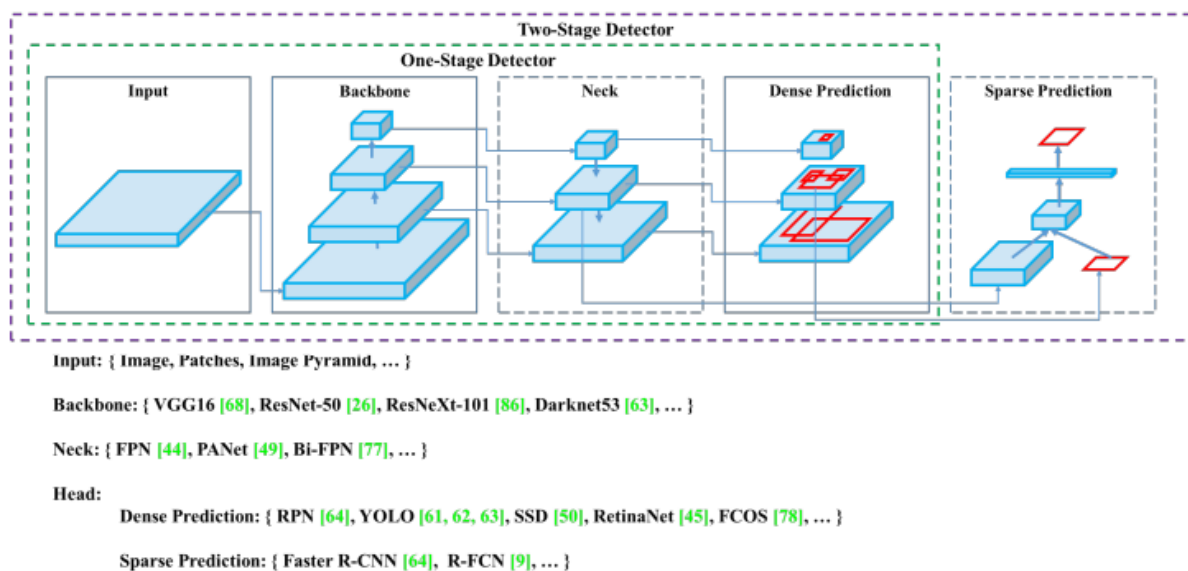 Two-Stage Detector
One-Stage Detector
Input
Backbone
Neck
Dense Prediction
Sparse Prediction
Input: { Image, Patches, Image Pyramid, … }
Backbone: { VGG16 [68], ResNet-50 [26], ResNeXt-101 [86], Darknet53 [63], … }
Neck: { FPN [44], PANet [49], Bi-FPN [77], … }
Head:
Dense Prediction: { RPN [64], YOLO [61, 62, 63], SSD [50], RetinaNet [45], FCOS [78], … }
Sparse Prediction: { Faster R-CNN [64], R-FCN [9], … }